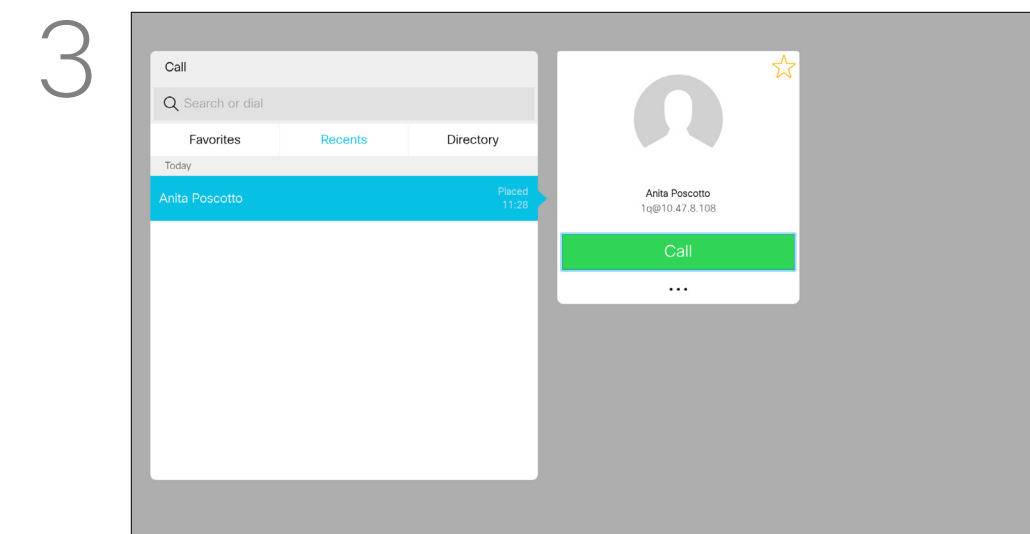 3
Call
Search or dial
Favorites Recents Directory
Today
Anita Poscotto Placed
11:28
Anita Poscotto
1q@10.47.8.108
Call
...